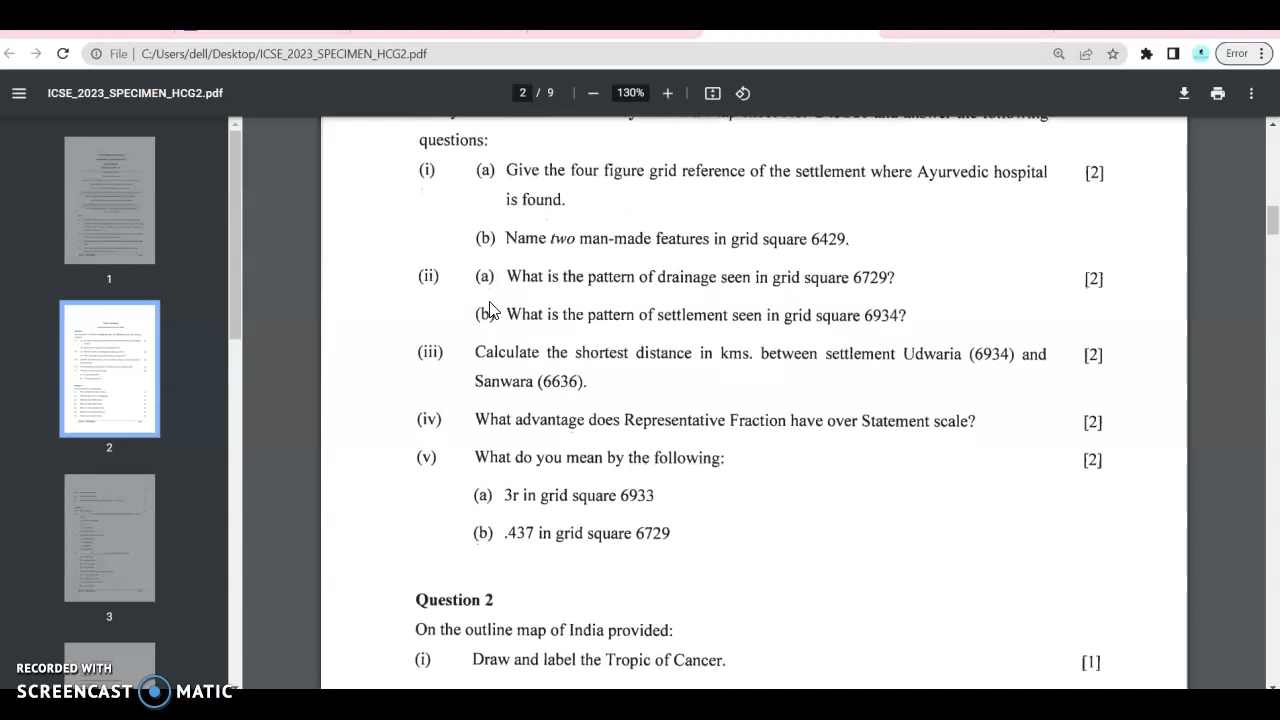 File C:/Users/dell/Desktop/ICSE_2023_SPECIMEN_HCG2.pdf Error
ICSE_2023_SPECIMEN_HCG2.pdf 2 / 9 130%
and answer the following
questions:
(i) (a) Give the four figure grid reference of the settlement where Ayurvedic hospital [2]
is found.
(b) Name two man-made features in grid square 6429.
(ii) (a) What is the pattern of drainage seen in grid square 6729? [2]
(b) What is the pattern of settlement seen in grid square 6934?
(iii) Calculate the shortest distance in kms. between settlement Udwaria (6934) and [2]
Sanwara (6636).
(iv) What advantage does Representative Fraction have over Statement scale? [2]
(v) What do you mean by the following: [2]
(a) 3r in grid square 6933
(b) .437 in grid square 6729
Question 2
On the outline map of India provided:
(i) Draw and label the Tropic of Cancer. [1]
1
2
3
RECORDED WITH
SCREENCAST MATIC